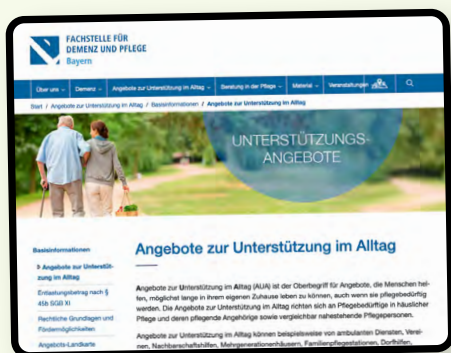 FACHSTELLE FÜR
DEMENZ UND PFLEGE
Bayern
Über uns Demenz Angebote zur Unterstützung im Alltag Beratung in der Pflege Material Veranstaltungen
Start / Angebote zur Unterstützung im Alltag / Basisinformationen / Angebote zur Unterstützung im Alltag
UNTERSTÜTZUNGS-
ANGEBOTE
Basisinformationen
Angebote zur Unterstüt-
zung im Alltag
Entlastungsbetrag nach §
45b SGB XI
Rechtliche Grundlagen und
Fördermöglichkeiten
Angebots-Landkarte
Angebote zur Unterstützung im Alltag
Angebote zur Unterstützung im Alltag (AUA) ist der Oberbegriff für Angebote, die Menschen hel-
fen, möglichst lange in ihrem eigenen Zuhause leben zu können, auch wenn sie pflegebedürftig
werden. Die Angebote zur Unterstützung im Alltag richten sich an Pflegebedürftige in häuslicher
Pflege und deren pflegende Angehörige sowie vergleichbar nahestehende Pflegepersonen.
Angebote zur Unterstützung im Alltag können beispielsweise von ambulanten Diensten, Verei-
nen, Nachbarschaftshilfen, Mehrgenerationenhäusern, Familienpflegestationen, Dorfhilfen,